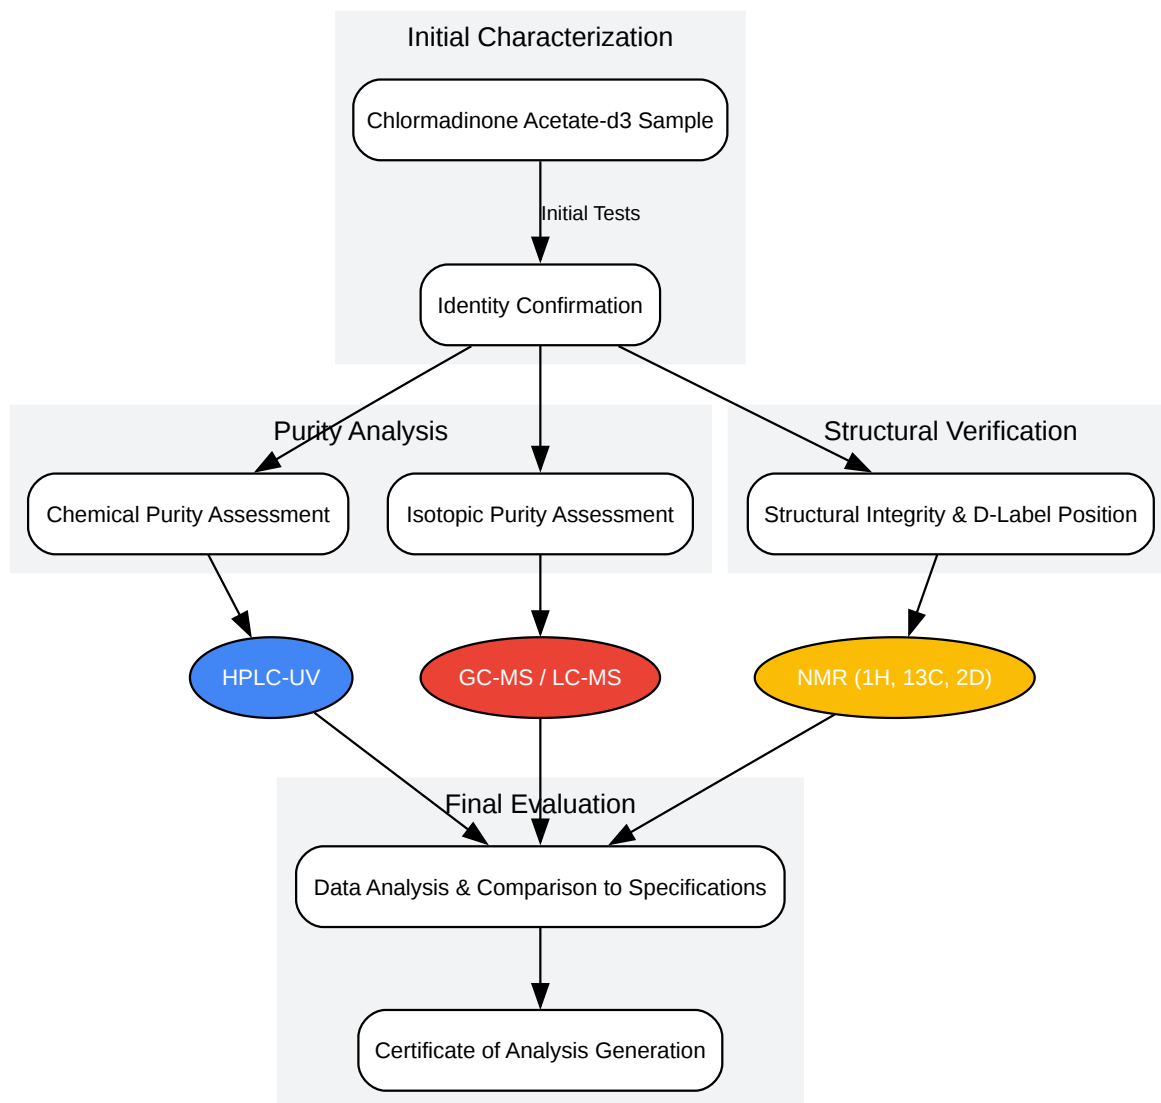 Initial Characterization
Chlormadinone Acetate-d3 Sample
Initial Tests
Identity Confirmation
Purity Analysis
Structural Verification
Chemical Purity Assessment
Isotopic Purity Assessment
Structural Integrity & D-Label Position
HPLC-UV
GC-MS / LC-MS
NMR (1H, 13C, 2D)
Final Evaluation
Data Analysis & Comparison to Specifications
Certificate of Analysis Generation